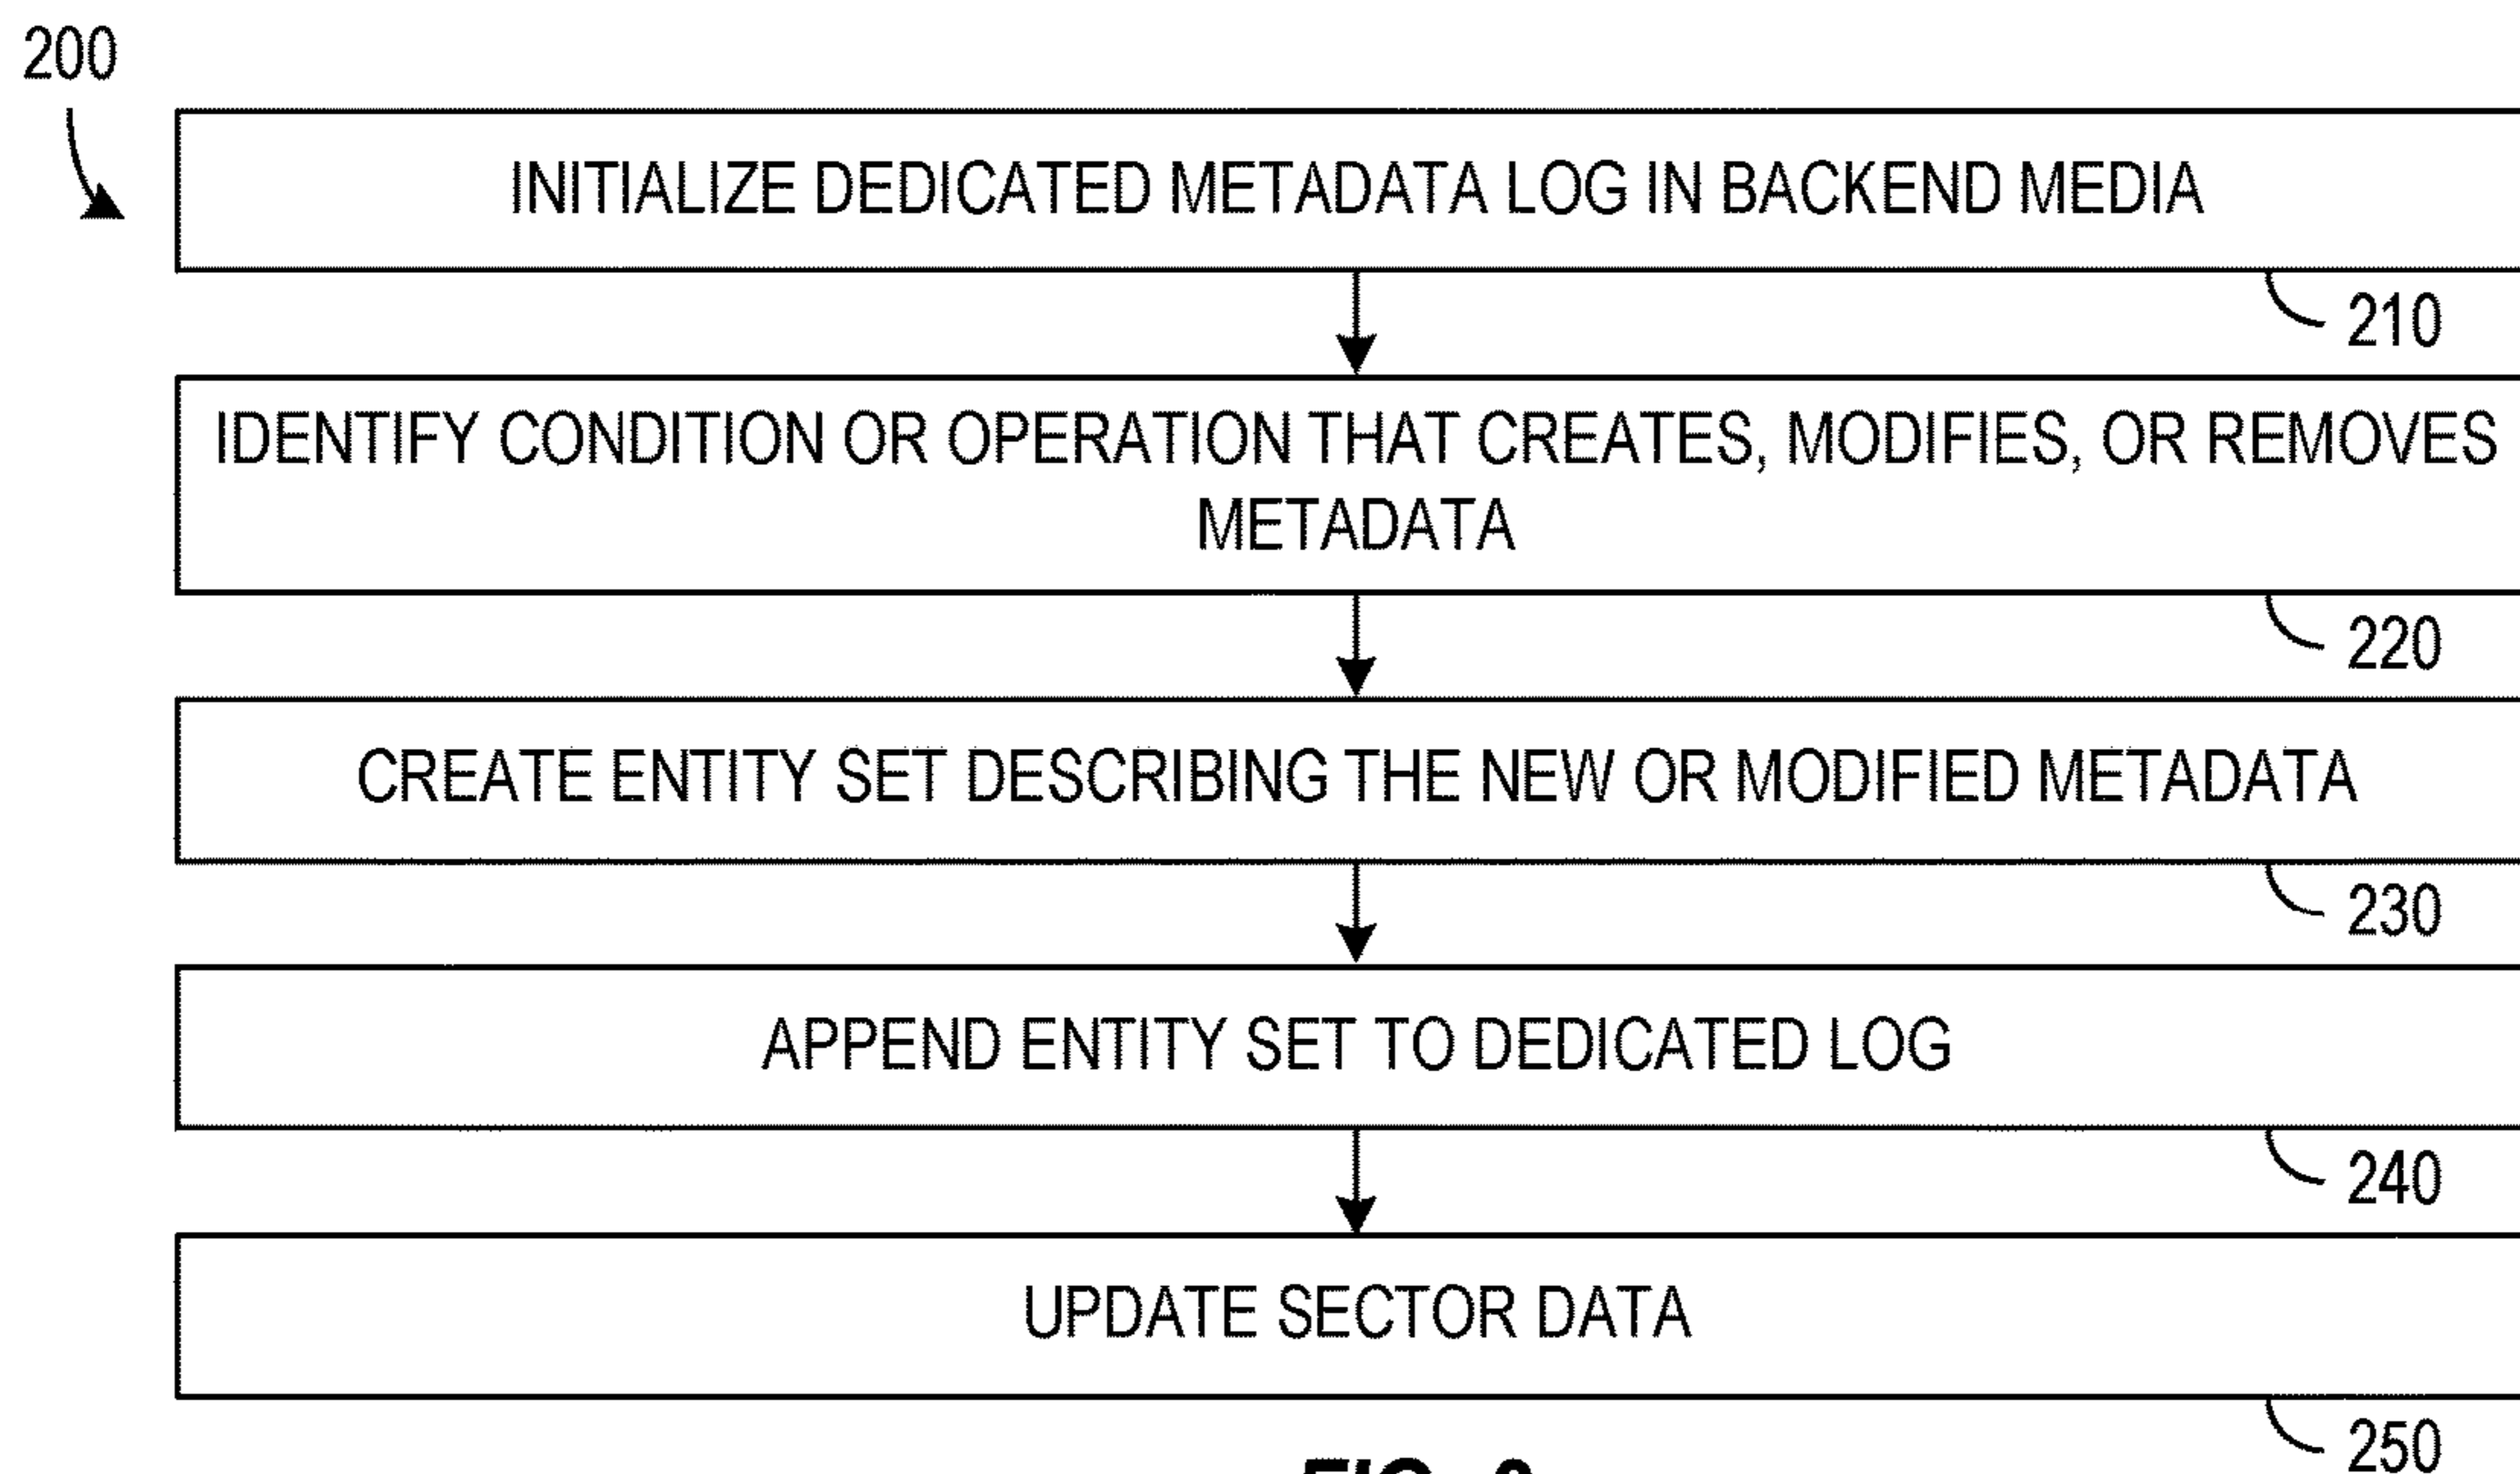 200
INITIALIZE DEDICATED METADATA LOG IN BACKEND MEDIA
210
IDENTIFY CONDITION OR OPERATION THAT CREATES, MODIFIES, OR REMOVES
METADATA
220
CREATE ENTITY SET DESCRIBING THE NEW OR MODIFIED METADATA
230
APPEND ENTITY SET TO DEDICATED LOG
240
UPDATE SECTOR DATA
250
FIG.